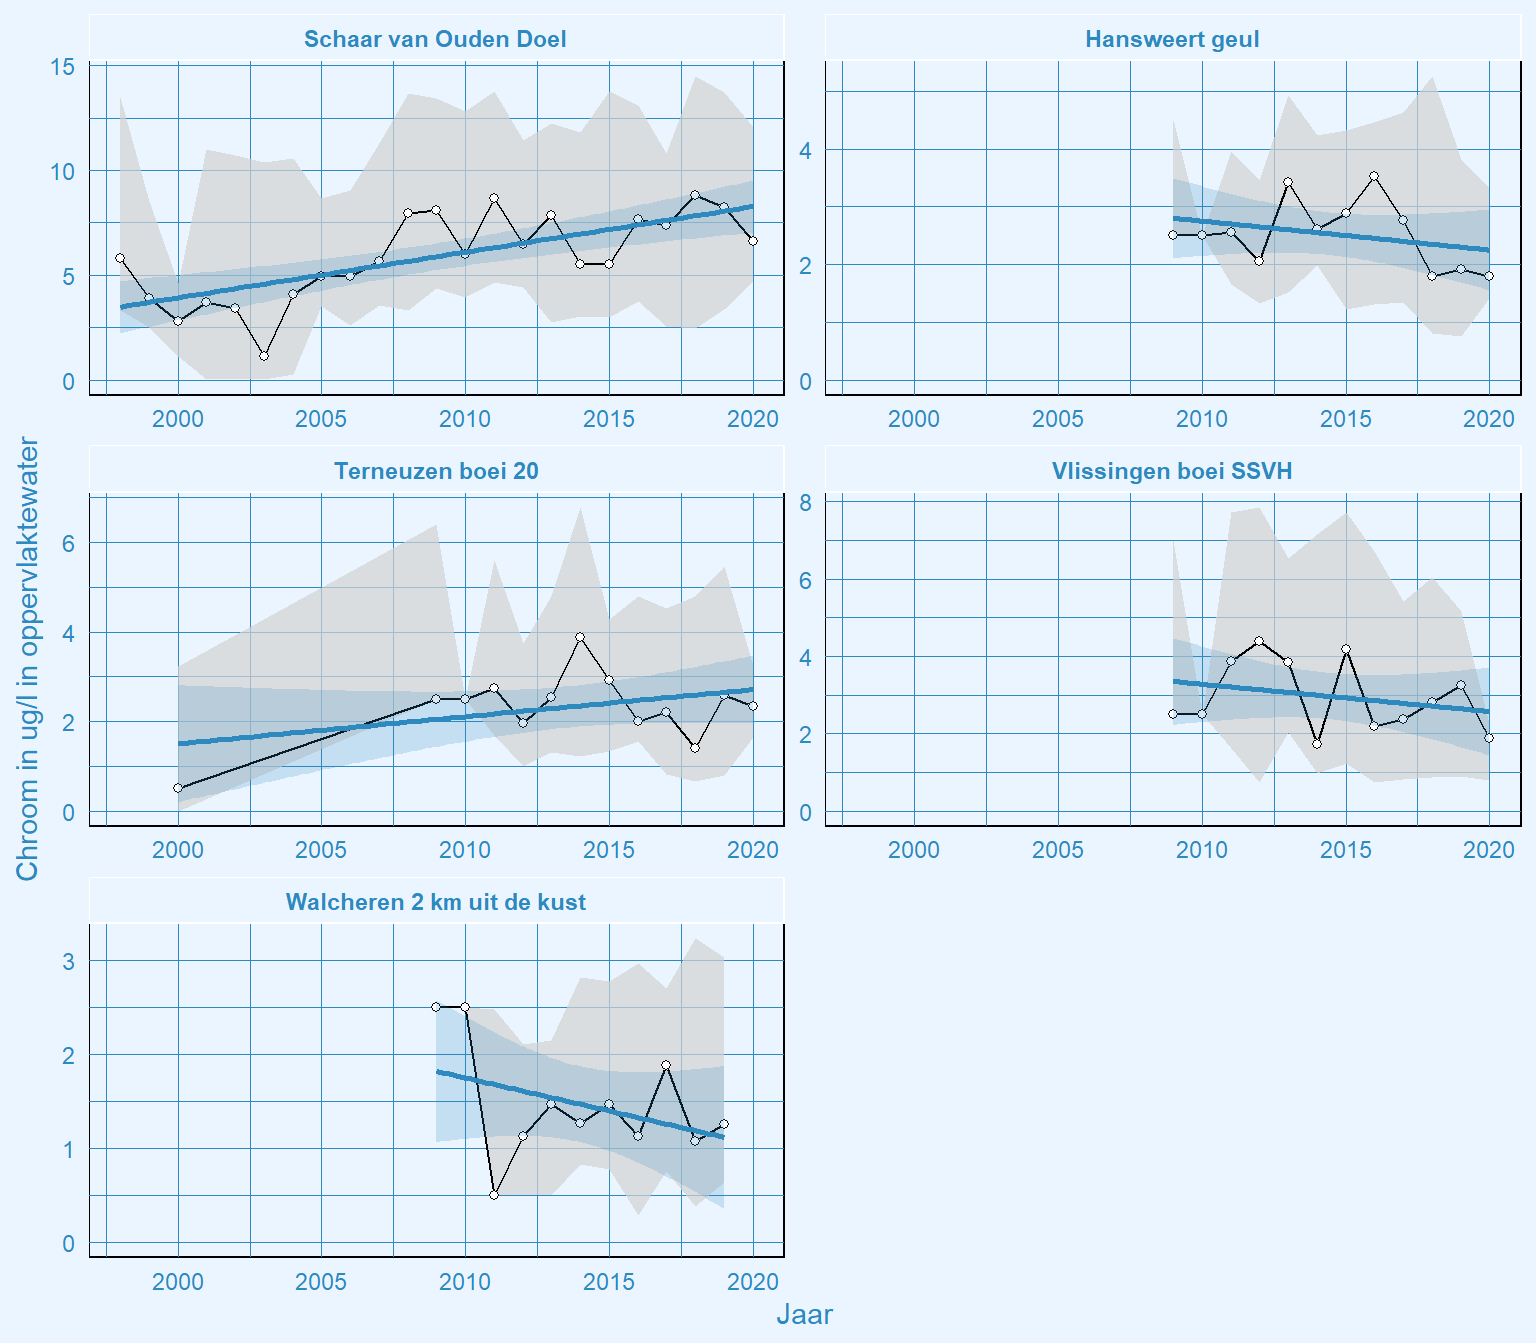 Schaar van Ouden Doel
15
10
5
0
2000 2005 2010 2015 2020
Hansweert geul
4
2
0
2000 2005 2010 2015 2020
Chroom in ug/l in oppervlaktewater
Terneuzen boei 20
6
4
2
0
2000 2005 2010 2015 2020
Vlissingen boei SSVH
8
6
4
2
0
2000 2005 2010 2015 2020
Walcheren 2 km uit de kust
3
2
1
0
2000 2005 2010 2015 2020
Jaar